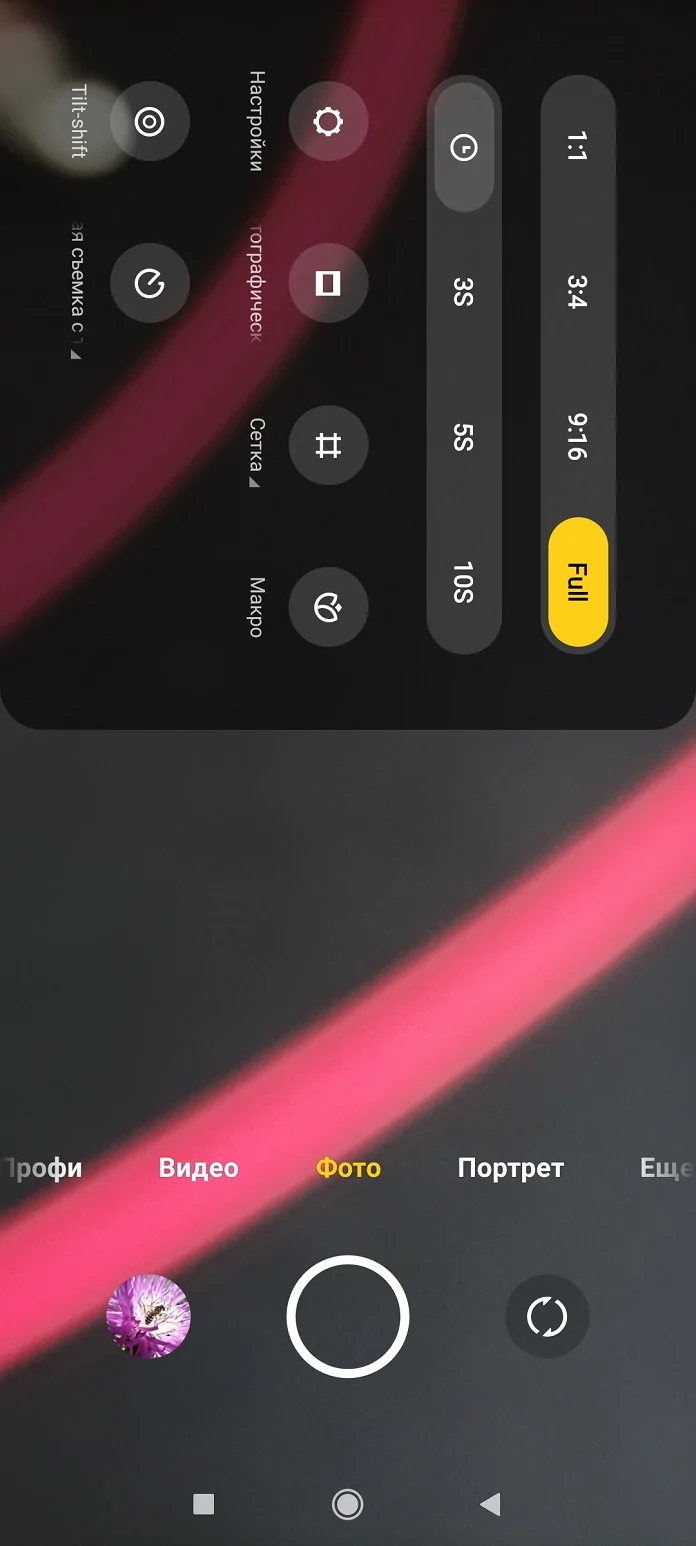 1:1 3:4 9:16 Full
3S 5S 10S
Настройки тографическ Сетка Макро
Tilt-shift ая съемка с т
Профи Видео Фото Портрет Еще